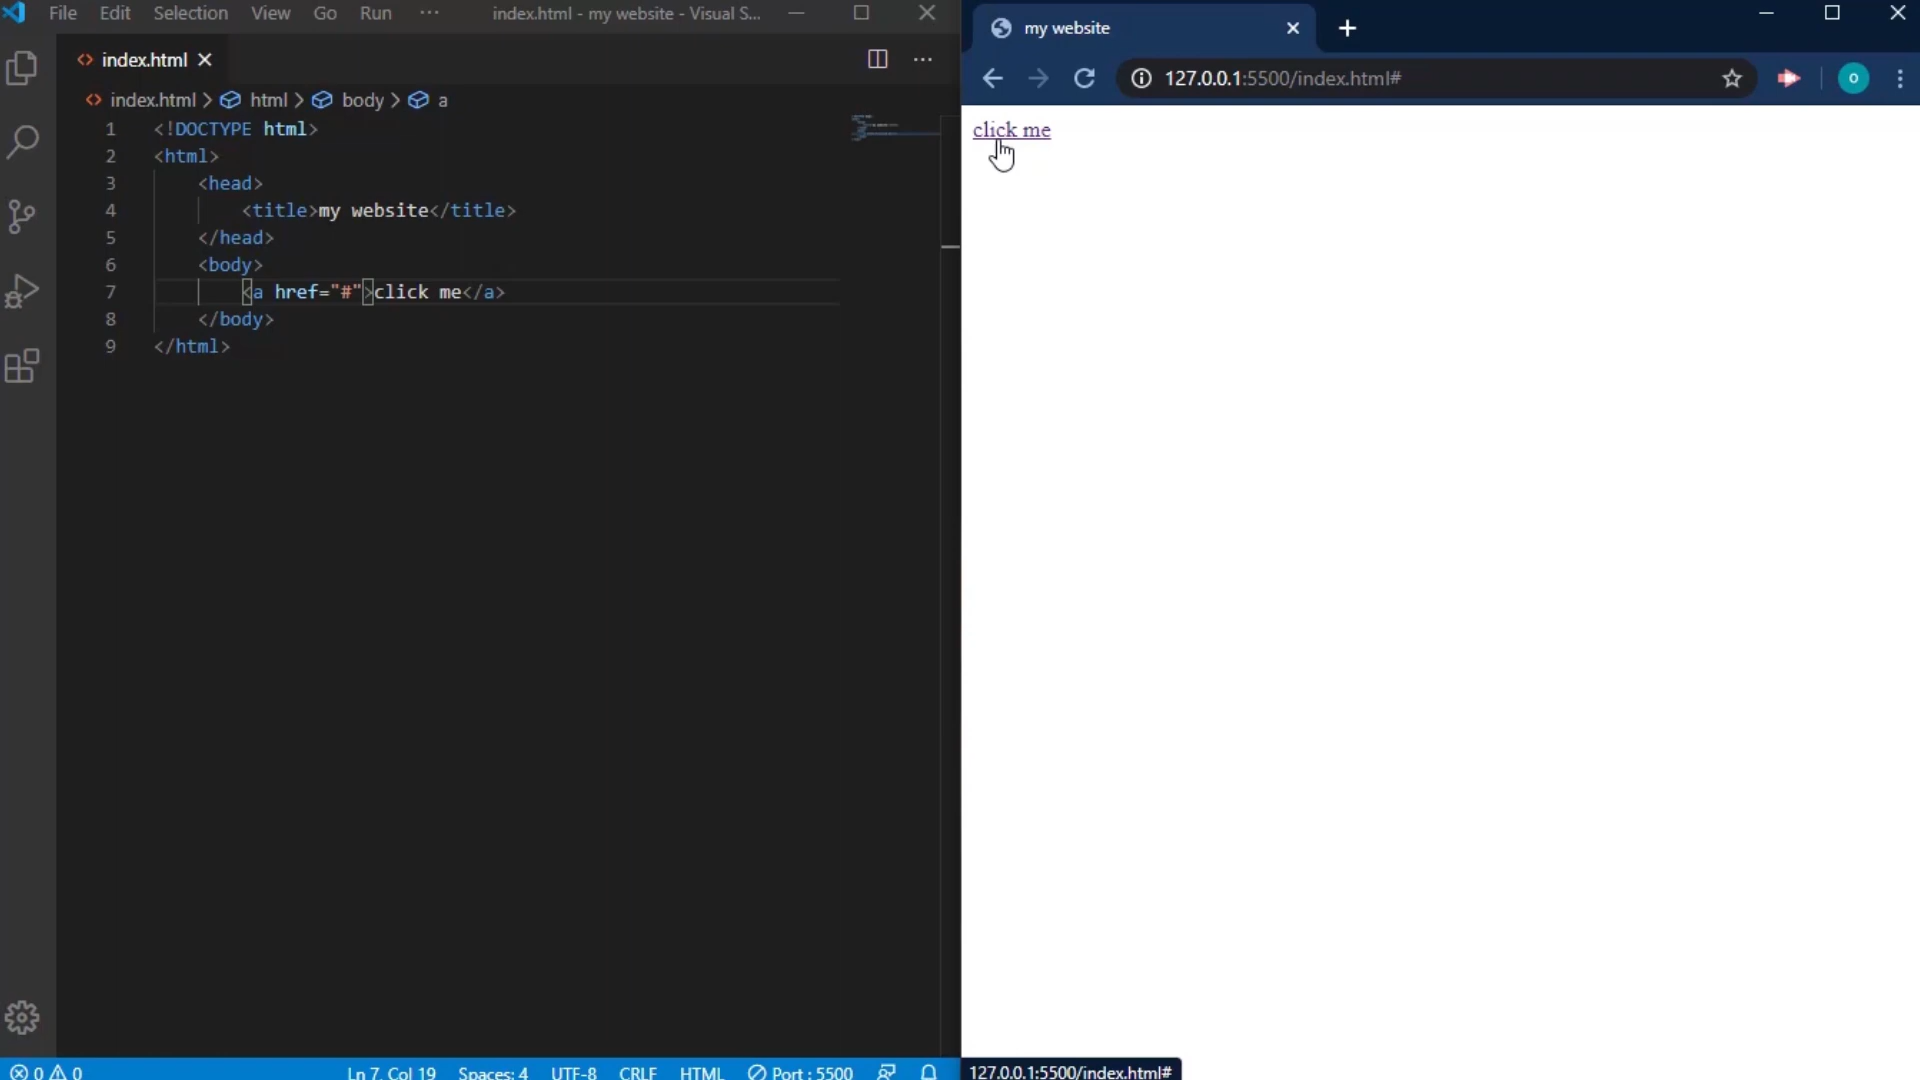 File Edit Selection View Go Run ··· index.html - my website - Visual S...
index.html
index.html > html > body > a
1 <!DOCTYPE html>
2 <html>
3 <head>
4 <title>my website</title>
5 </head>
6 <body>
7 <a href="#">click me</a>
8 </body>
9 </html>
0 0 Ln 7, Col 19 Spaces: 4 UTF-8 CRLF HTML Port : 5500
my website
127.0.0.1:5500/index.html#
o
click me
127.0.0.1:5500/index.html#